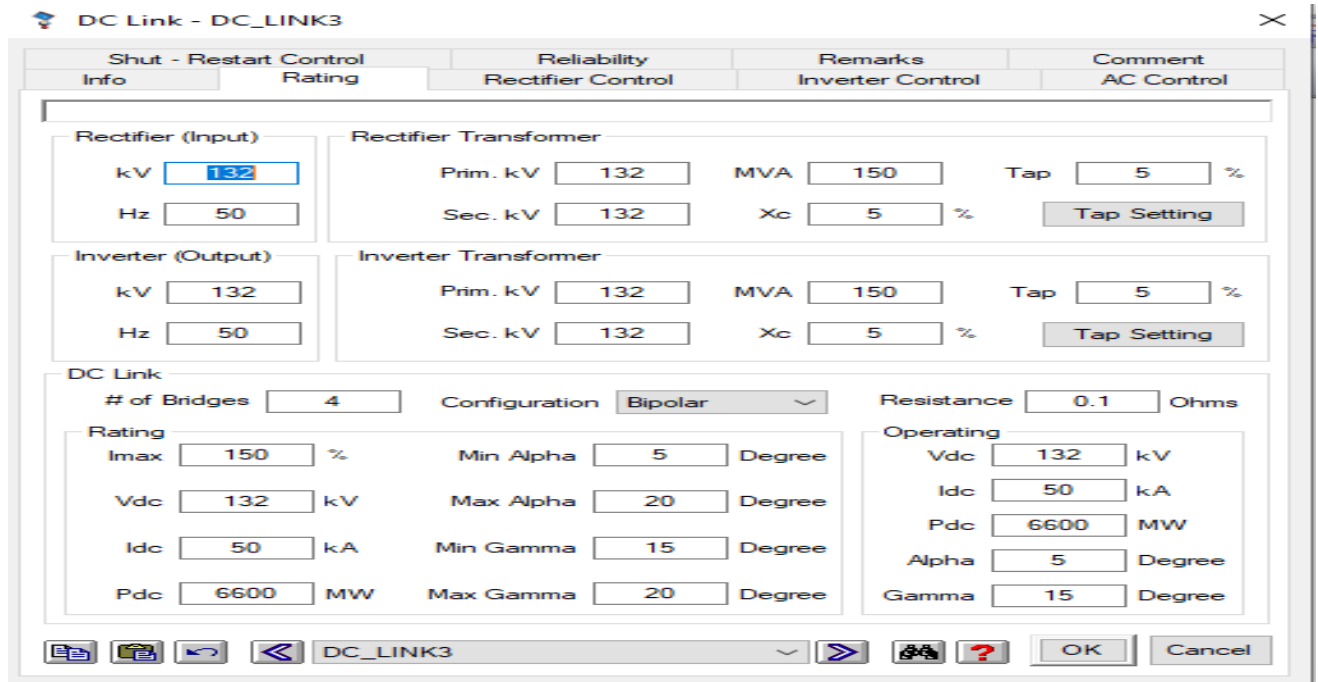 DC Link - DC_LINK3
Shut - Restart Control Reliability Remarks Comment
Info Rating Rectifier Control Inverter Control AC Control
Rectifier (Input) Rectifier Transformer
kV 132 Prim. kV 132 MVA 150 Tap 5 %
Hz 50 Sec. kV 132 Xc 5 % Tap Setting
Inverter (Output) Inverter Transformer
kV 132 Prim. kV 132 MVA 150 Tap 5 %
Hz 50 Sec. kV 132 Xc 5 % Tap Setting
DC Link
# of Bridges 4 Configuration Bipolar Resistance 0.1 Ohms
Rating Operating
Imax 150 % Min Alpha 5 Degree Vdc 132 kV
Vdc 132 kV Max Alpha 20 Degree Idc 50 kA
Idc 50 kA Min Gamma 15 Degree Pdc 6600 MW
Alpha 5 Degree
Pdc 6600 MW Max Gamma 20 Degree Gamma 15 Degree
DC_LINK3 ? OK Cancel